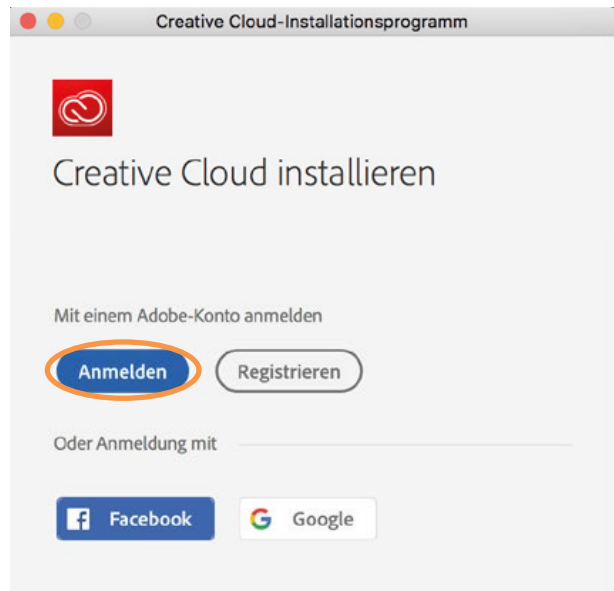 Creative Cloud-Installationsprogramm
Creative Cloud installieren
Mit einem Adobe-Konto anmelden
Anmelden Registrieren
Oder Anmeldung mit
Facebook Google